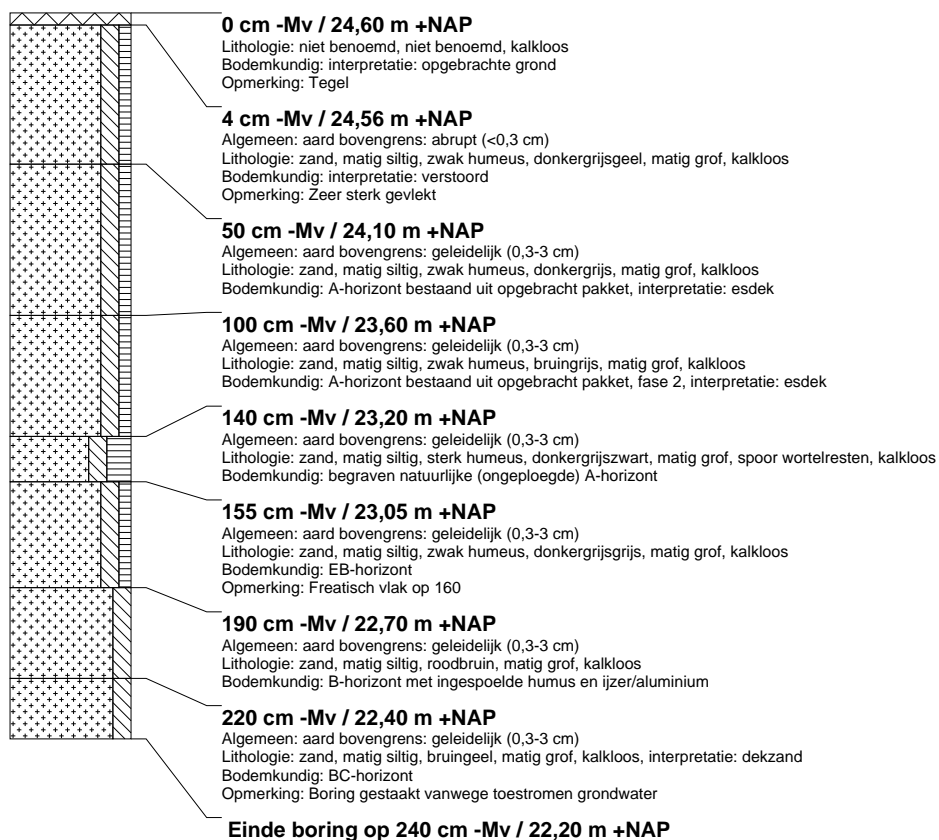 0 cm -Mv / 24,60 m +NAP
Lithologie: niet benoemd, niet benoemd, kalkloos
Bodemkundig: interpretatie: opgebrachte grond
Opmerking: Tegel
4 cm -Mv / 24,56 m +NAP
Algemeen: aard bovengrens: abrupt (<0,3 cm)
Lithologie: zand, matig siltig, zwak humeus, donkergrijsgeel, matig grof, kalkloos
Bodemkundig: interpretatie: verstoord
Opmerking: Zeer sterk gevlekt
50 cm -Mv / 24,10 m +NAP
Algemeen: aard bovengrens: geleidelijk (0,3-3 cm)
Lithologie: zand, matig siltig, zwak humeus, donkergrijs, matig grof, kalkloos
Bodemkundig: A-horizont bestaand uit opgebracht pakket, interpretatie: esdek
100 cm -Mv / 23,60 m +NAP
Algemeen: aard bovengrens: geleidelijk (0,3-3 cm)
Lithologie: zand, matig siltig, zwak humeus, bruingrijs, matig grof, kalkloos
Bodemkundig: A-horizont bestaand uit opgebracht pakket, fase 2, interpretatie: esdek
140 cm -Mv / 23,20 m +NAP
Algemeen: aard bovengrens: geleidelijk (0,3-3 cm)
Lithologie: zand, matig siltig, sterk humeus, donkergrijszwart, matig grof, spoor wortelresten, kalkloos
Bodemkundig: begraven natuurlijke (ongeploegde) A-horizont
155 cm -Mv / 23,05 m +NAP
Algemeen: aard bovengrens: geleidelijk (0,3-3 cm)
Lithologie: zand, matig siltig, zwak humeus, donkergrijsgrijs, matig grof, kalkloos
Bodemkundig: EB-horizont
Opmerking: Freatisch vlak op 160
190 cm -Mv / 22,70 m +NAP
Algemeen: aard bovengrens: geleidelijk (0,3-3 cm)
Lithologie: zand, matig siltig, roodbruin, matig grof, kalkloos
Bodemkundig: B-horizont met ingespoelde humus en ijzer/aluminium
220 cm -Mv / 22,40 m +NAP
Algemeen: aard bovengrens: geleidelijk (0,3-3 cm)
Lithologie: zand, matig siltig, bruingeel, matig grof, kalkloos, interpretatie: dekzand
Bodemkundig: BC-horizont
Opmerking: Boring gestaakt vanwege toestromen grondwater
Einde boring op 240 cm -Mv / 22,20 m +NAP